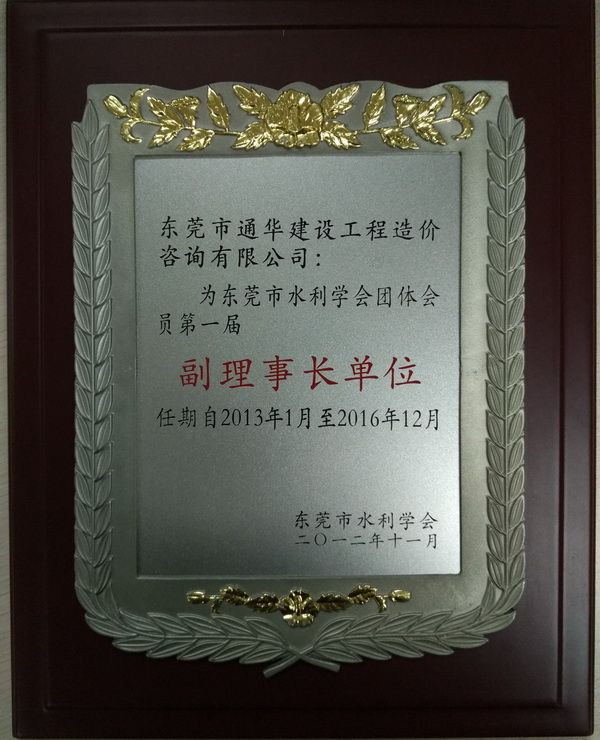 东莞市通华建设工程造价
咨询有限公司：
为东莞市水利学会团体会
员第一届
副理事长单位
任期自2013年1月至2016年12月
东莞市水利学会
二〇一二年十一月